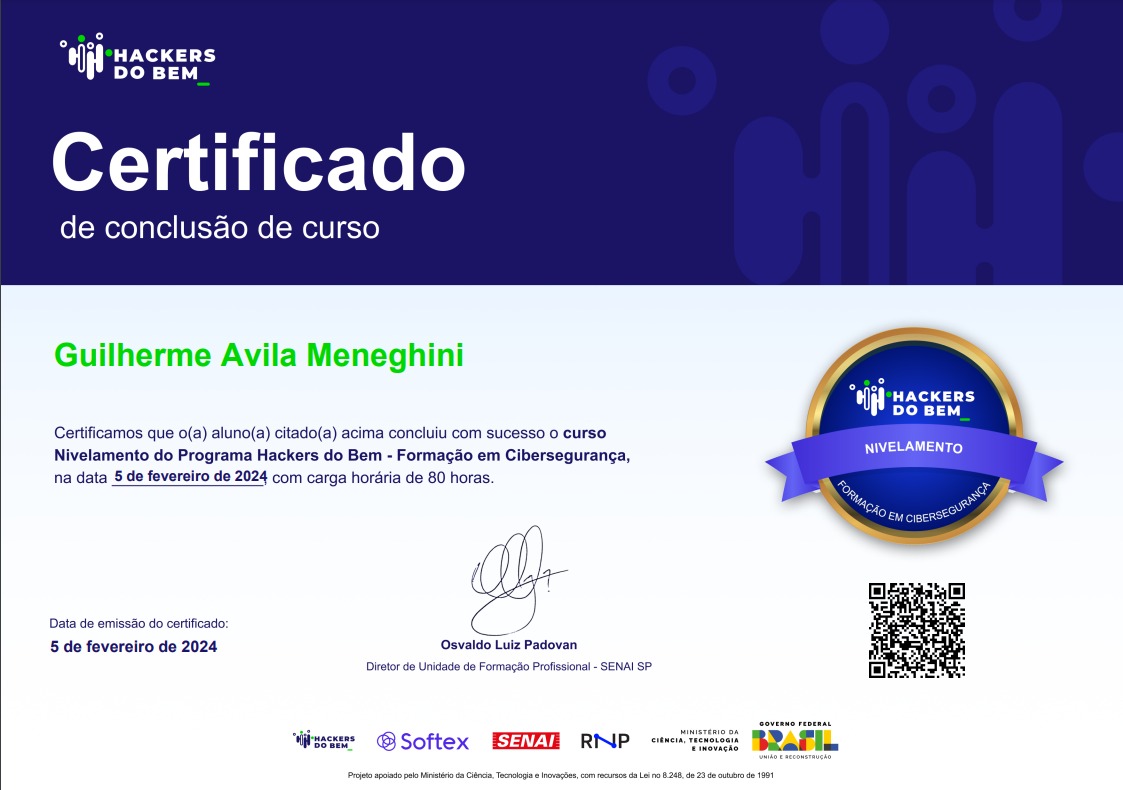 HACKERS
DO BEM_
Certificado
de conclusão de curso
Guilherme Avila Meneghini
Certificamos que o(a) aluno(a) citado(a) acima concluiu com sucesso o curso
Nivelamento do Programa Hackers do Bem - Formação em Cibersegurança,
na data 5 de fevereiro de 2024, com carga horária de 80 horas.
HACKERS
DO BEM_
NIVELAMENTO
FORMAÇÃO EM CIBERSEGURANÇA
Data de emissão do certificado:
5 de fevereiro de 2024
Osvaldo Luiz Padovan
Diretor de Unidade de Formação Profissional - SENAI SP
HACKERS
DO BEM_
Softex
SENAI
RNP
MINISTÉRIO DA
CIÊNCIA, TECNOLOGIA
E INOVAÇÃO
GOVERNO FEDERAL
BRASIL
UNIÃO E RECONSTRUÇÃO
Projeto apoiado pelo Ministério da Ciência, Tecnologia e Inovações, com recursos da Lei no 8.248, de 23 de outubro de 1991